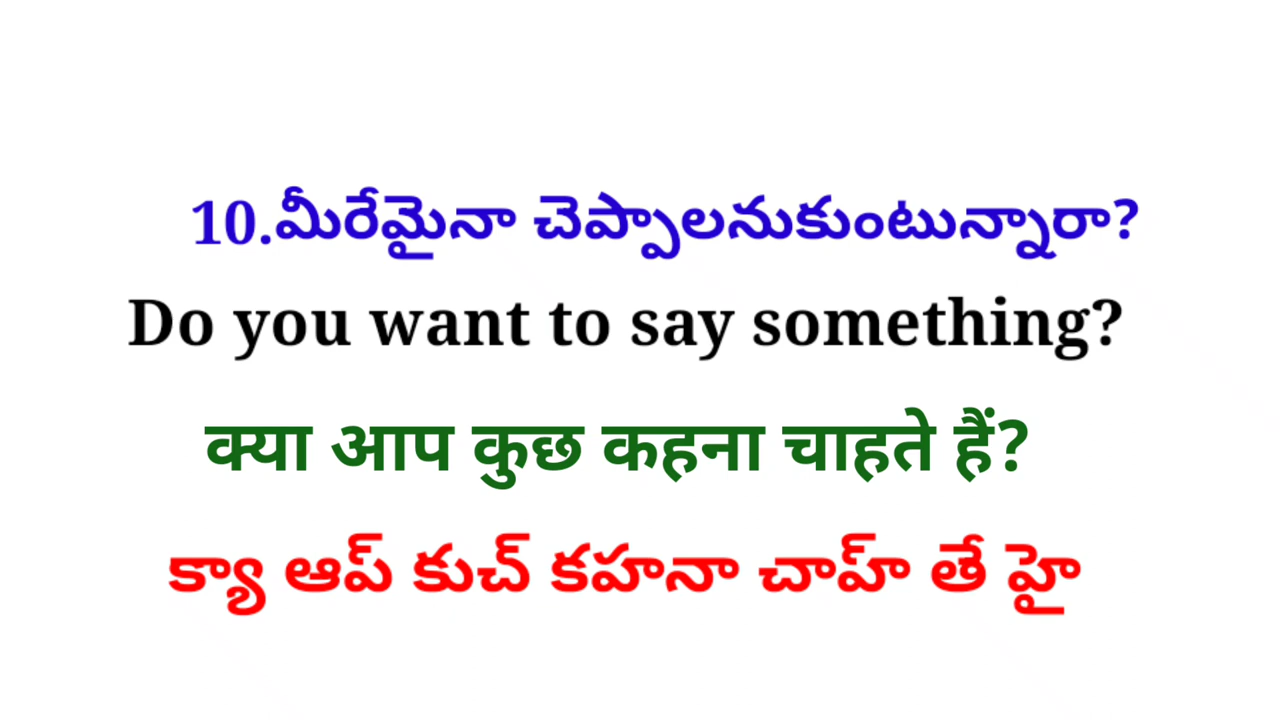 10.మీరేమైనా చెప్పాలనుకుంటున్నారా?
Do you want to say something?
क्या आप कुछ कहना चाहते हैं?
క్యా ఆప్ కుచ్ కహనా చాహ్ తే హై